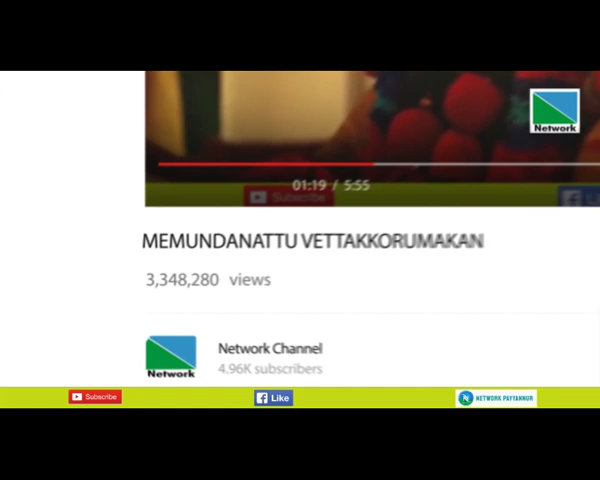 Network
01:19 / 5:55
Subscribe
MEMUNDANATTU VETTAKKORUMAKAN
3,348,280 views
Network Channel
Network
4.96K subscribers
Subscribe
Like
NETWORK PAYYANNUR